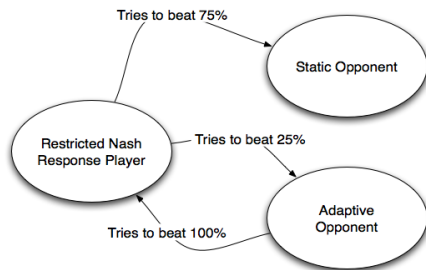 Tries to beat 75%
Static Opponent
Restricted Nash
Response Player
Tries to beat 25%
Adaptive
Opponent
Tries to beat 100%